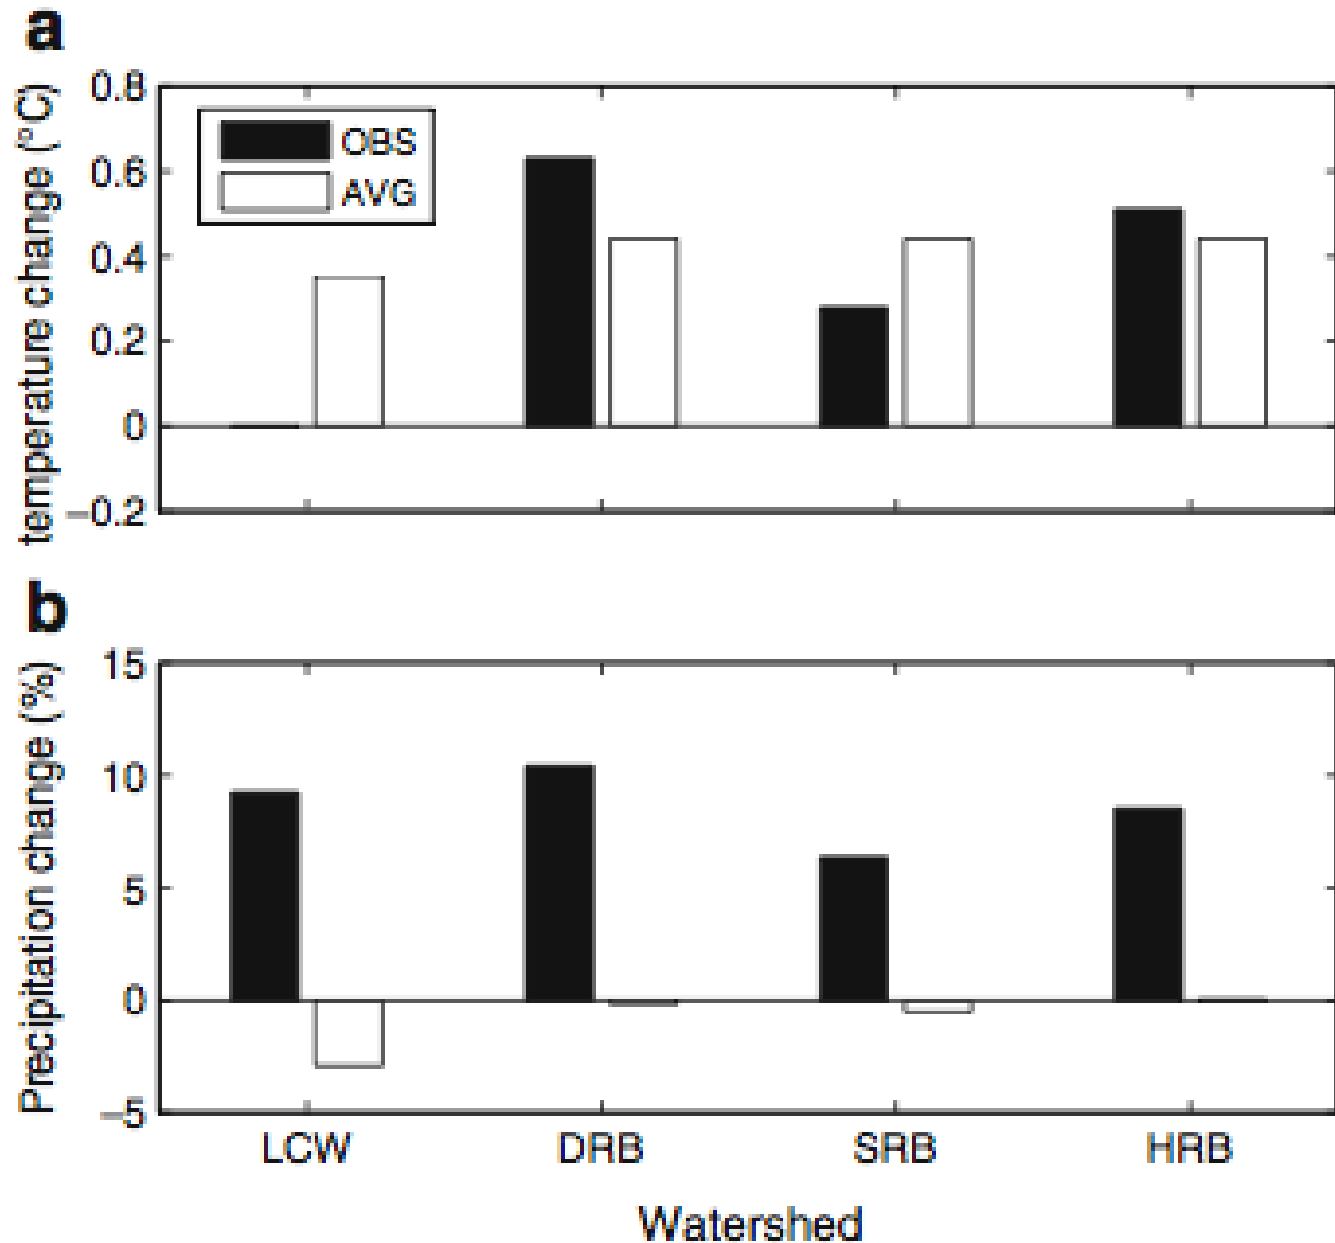 a
temperature change (°C)
0.8
0.6
0.4
0.2
0
−0.2
OBS
AVG
b
Precipitation change (%)
15
10
5
0
−5
LCW DRB SRB HRB
Watershed